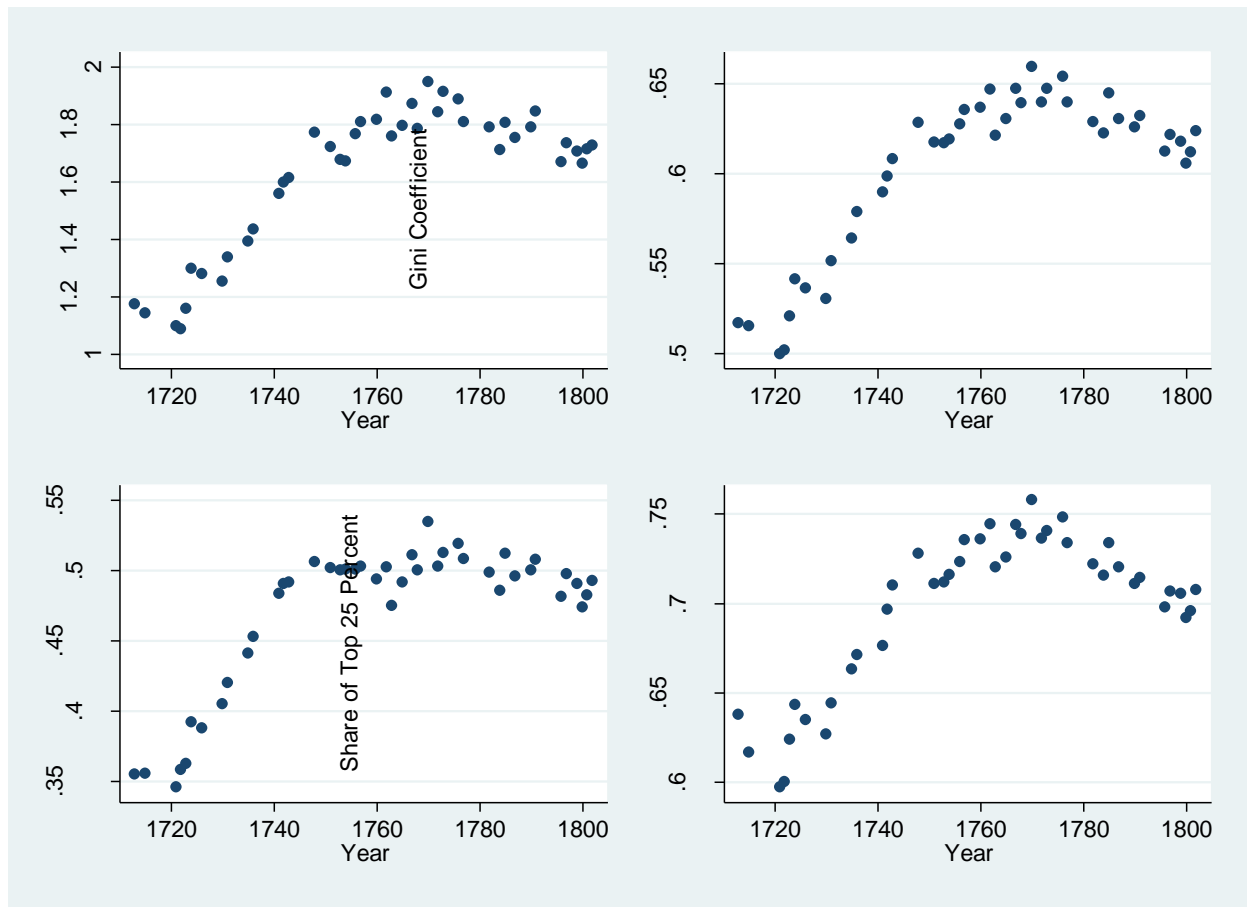 2
1.8
1.6
1.4
1.2
1
Gini Coefficient
1720 1740 1760 1780 1800
Year
.65
.6
.55
.5
1720 1740 1760 1780 1800
Year
.55
.5
.45
.4
.35
Share of Top 25 Percent
1720 1740 1760 1780 1800
Year
.75
.7
.65
.6
1720 1740 1760 1780 1800
Year